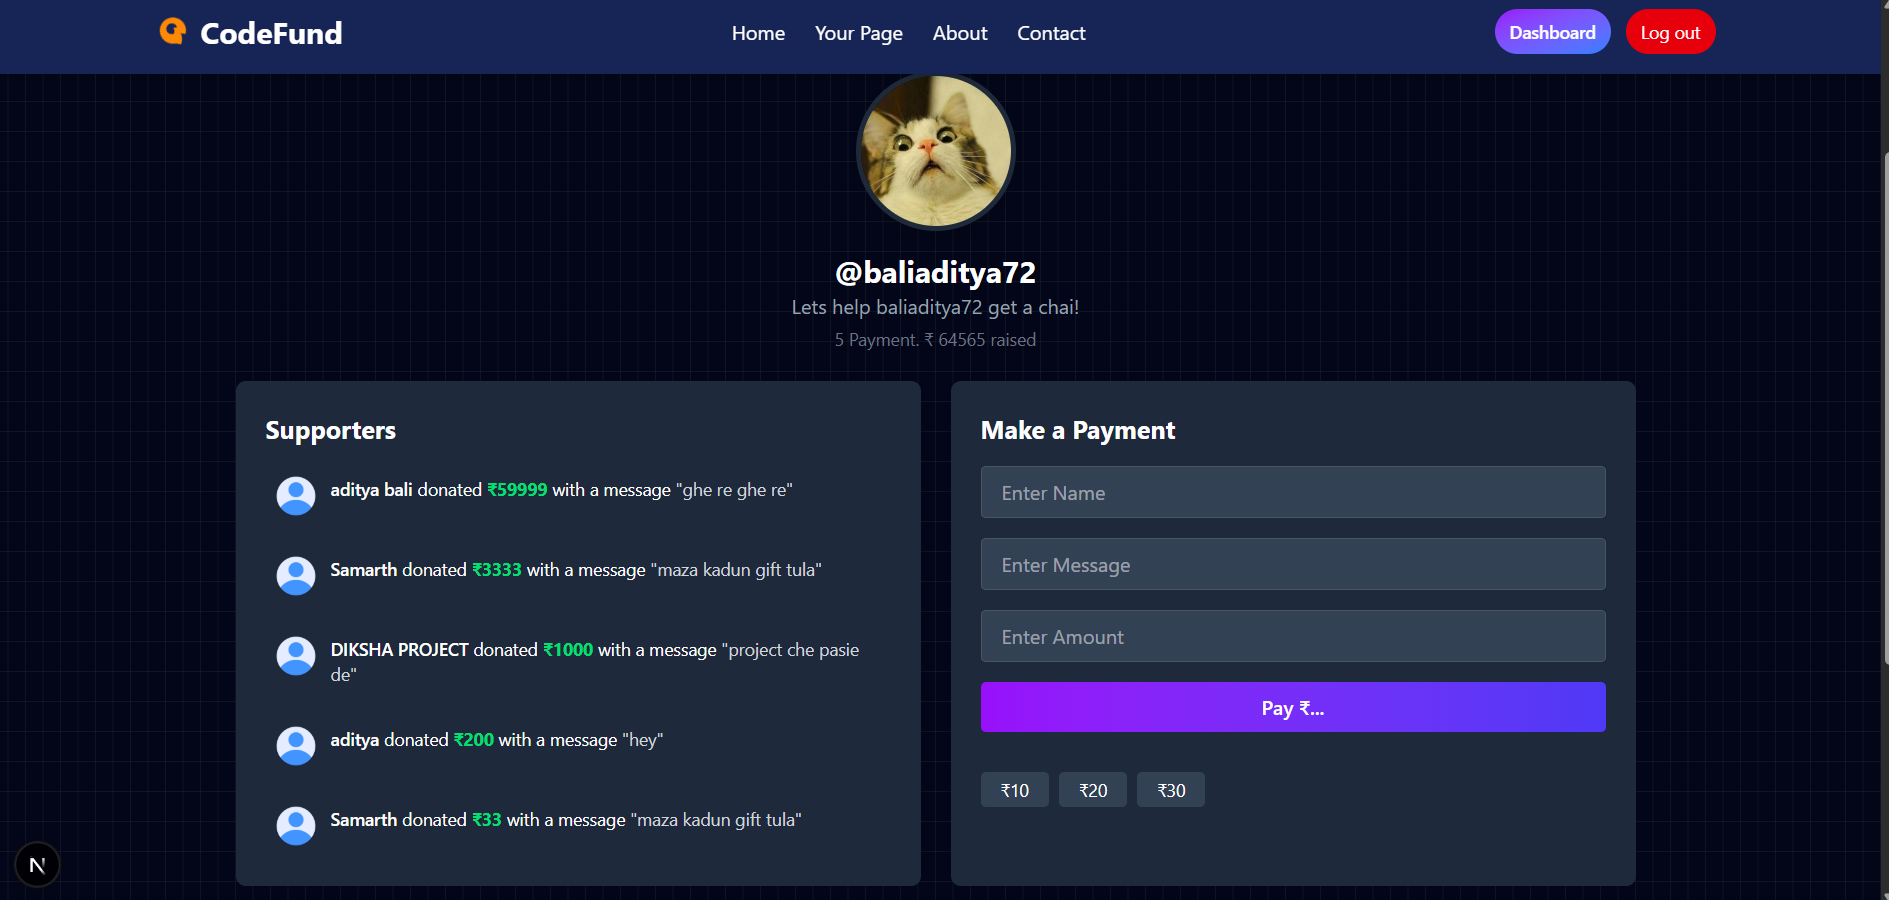 CodeFund
Home
Your Page
About
Contact
Dashboard
Log out
@baliaditya72
Lets help baliaditya72 get a chai!
5 Payment. ₹ 64565 raised
Supporters
aditya bali donated ₹59999 with a message "ghe re ghe re"
Samarth donated ₹3333 with a message "maza kadun gift tula"
DIKSHA PROJECT donated ₹1000 with a message "project che pasie
de"
aditya donated ₹200 with a message "hey"
Samarth donated ₹33 with a message "maza kadun gift tula"
Make a Payment
Enter Name
Enter Message
Enter Amount
Pay ₹...
₹10
₹20
₹30
N